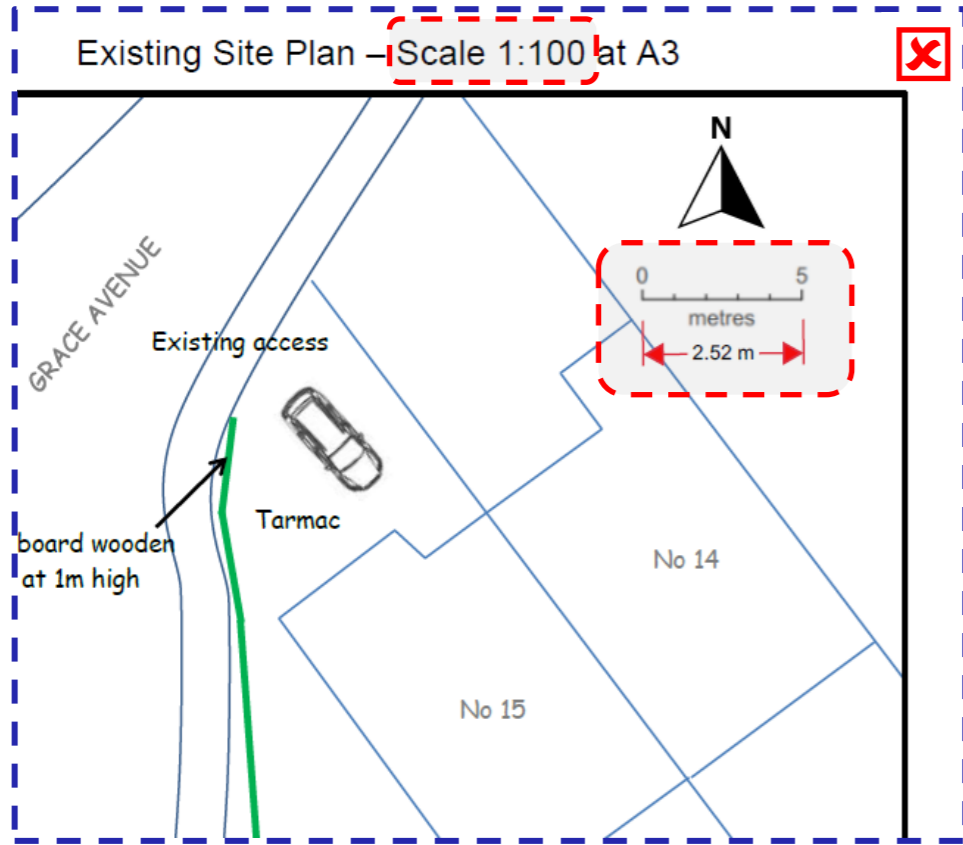 Existing Site Plan – Scale 1:100 at A3
N
0 5
metres
2.52 m
GRACE AVENUE
Existing access
Tarmac
board wooden
at 1m high
No 14
No 15